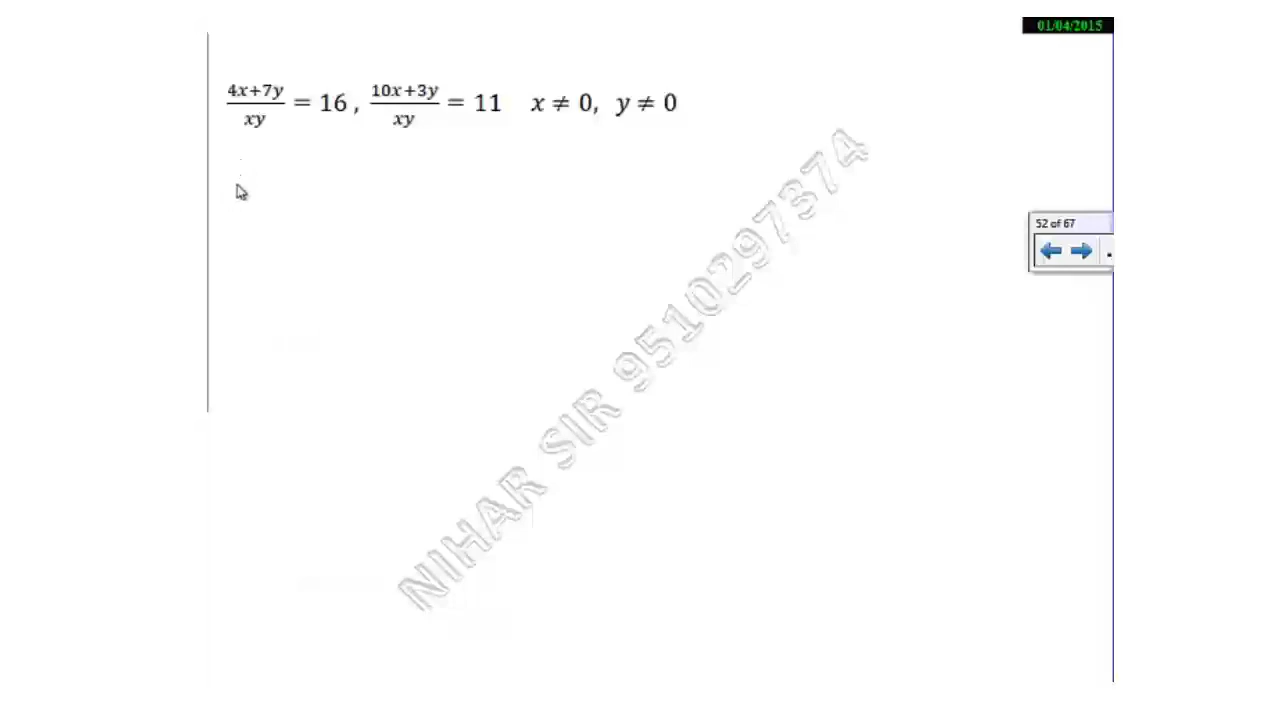 01/04/2015
4x+7y/xy = 16 , 10x+3y/xy = 11 x ≠ 0, y ≠ 0
52 of 67
NIHAR SIR 9510297374